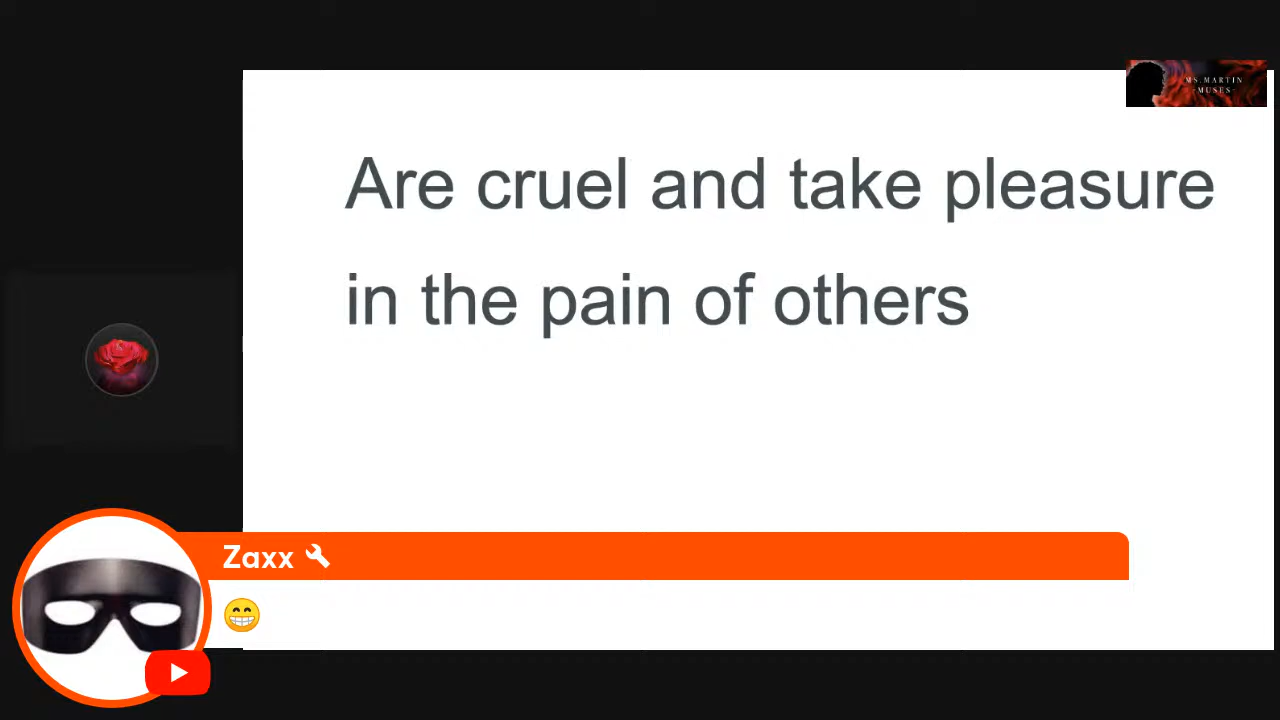 MS.MARTIN
-MUSES-
Are cruel and take pleasure
in the pain of others
Zaxx